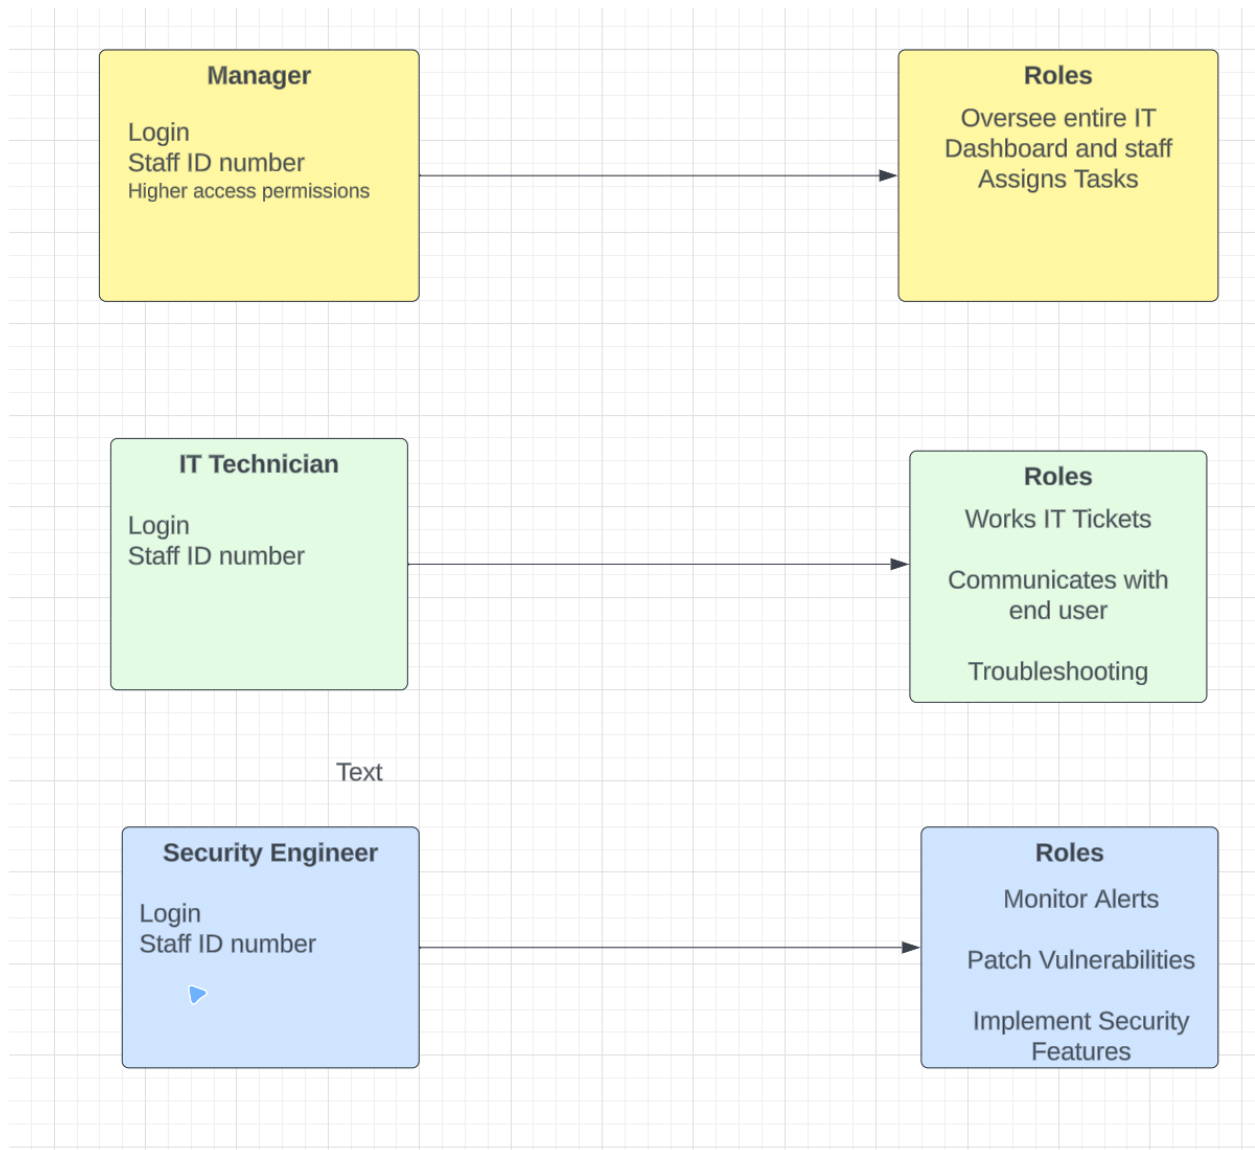 Manager
Login
Staff ID number
Higher access permissions
Roles
Oversee entire IT
Dashboard and staff
Assigns Tasks
IT Technician
Login
Staff ID number
Roles
Works IT Tickets
Communicates with
end user
Troubleshooting
Text
Security Engineer
Login
Staff ID number
Roles
Monitor Alerts
Patch Vulnerabilities
Implement Security
Features